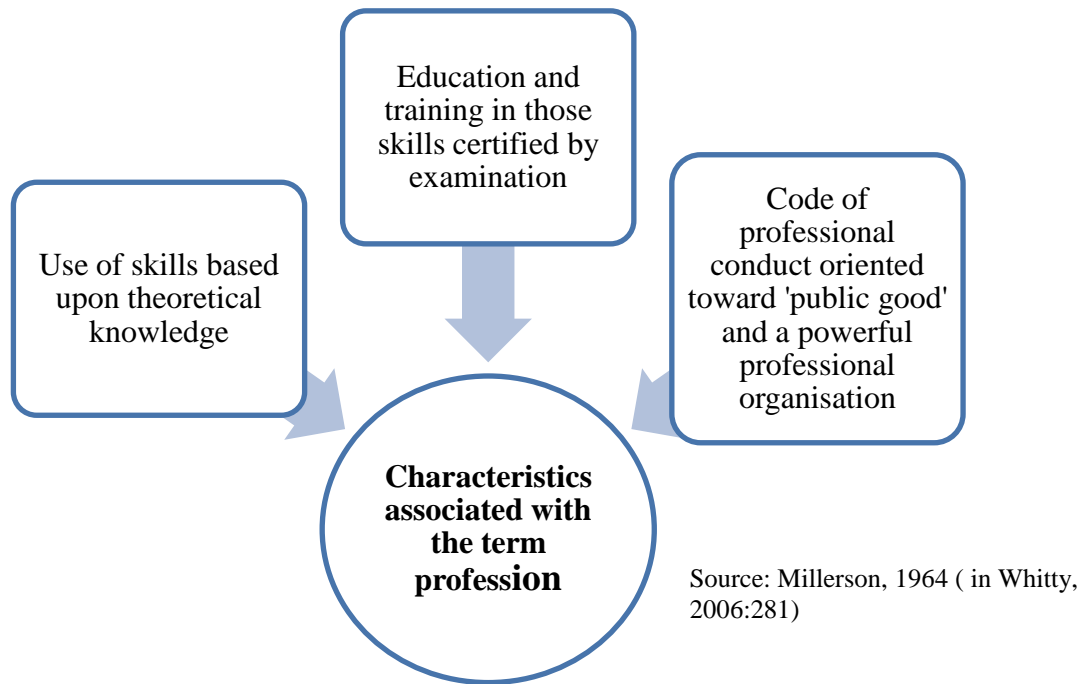 Use of skills based
upon theoretical
knowledge
Education and
training in those
skills certified by
examination
Code of
professional
conduct oriented
toward 'public good'
and a powerful
professional
organisation
Characteristics
associated with
the term
profession
Source: Millerson, 1964 ( in Whitty,
2006:281)